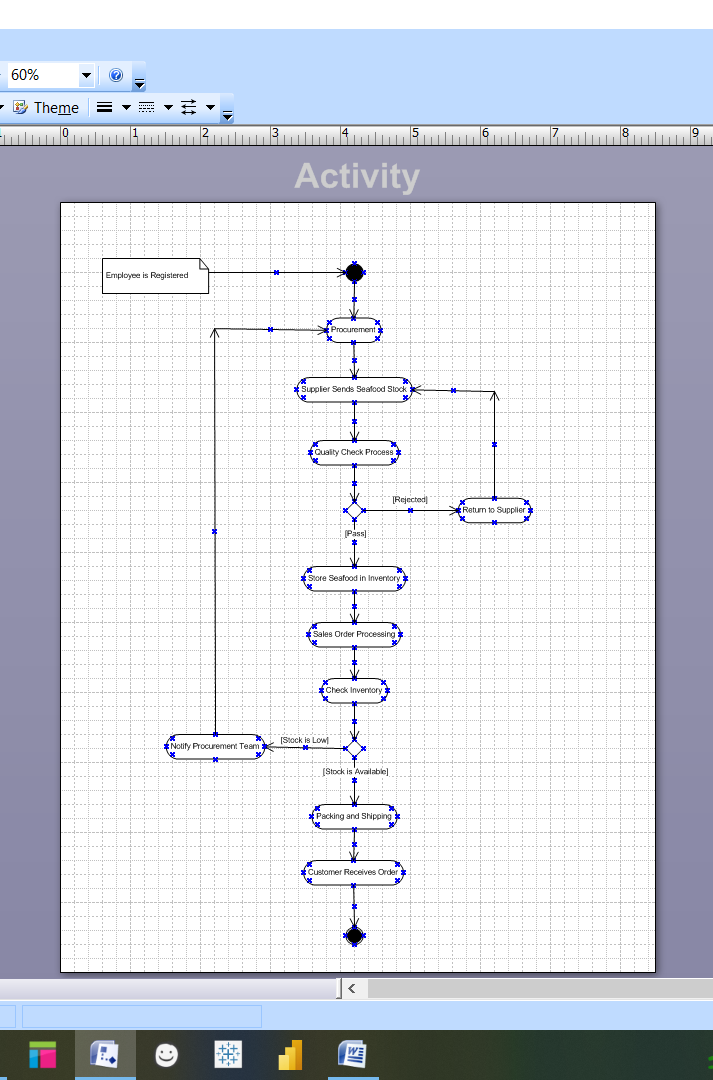 60%
Theme
0 1 2 3 4 5 6 7 8 9
Activity
Employee is Registered
Procurement
Supplier Sends Seafood Stock
Quality Check Process
[Rejected]
Return to Supplier
[Pass]
Store Seafood in Inventory
Sales Order Processing
Check Inventory
[Stock is Low]
Notify Procurement Team
[Stock is Available]
Packing and Shipping
Customer Receives Order